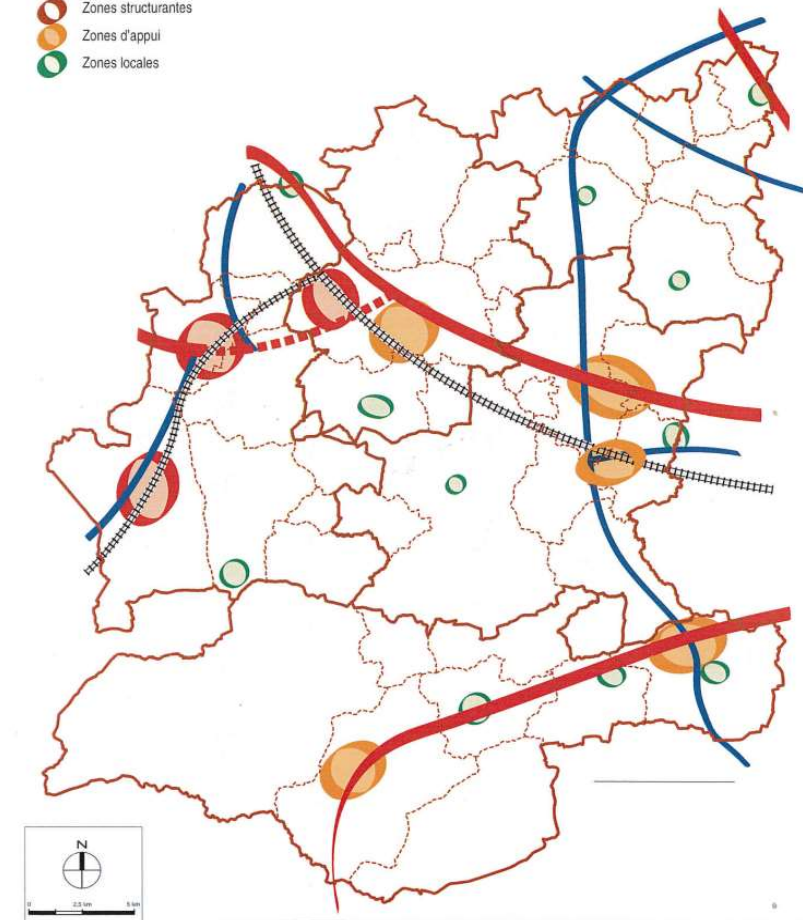 Zones structurantes
Zones d'appui
Zones locales
N
0 2,5 km 5 km